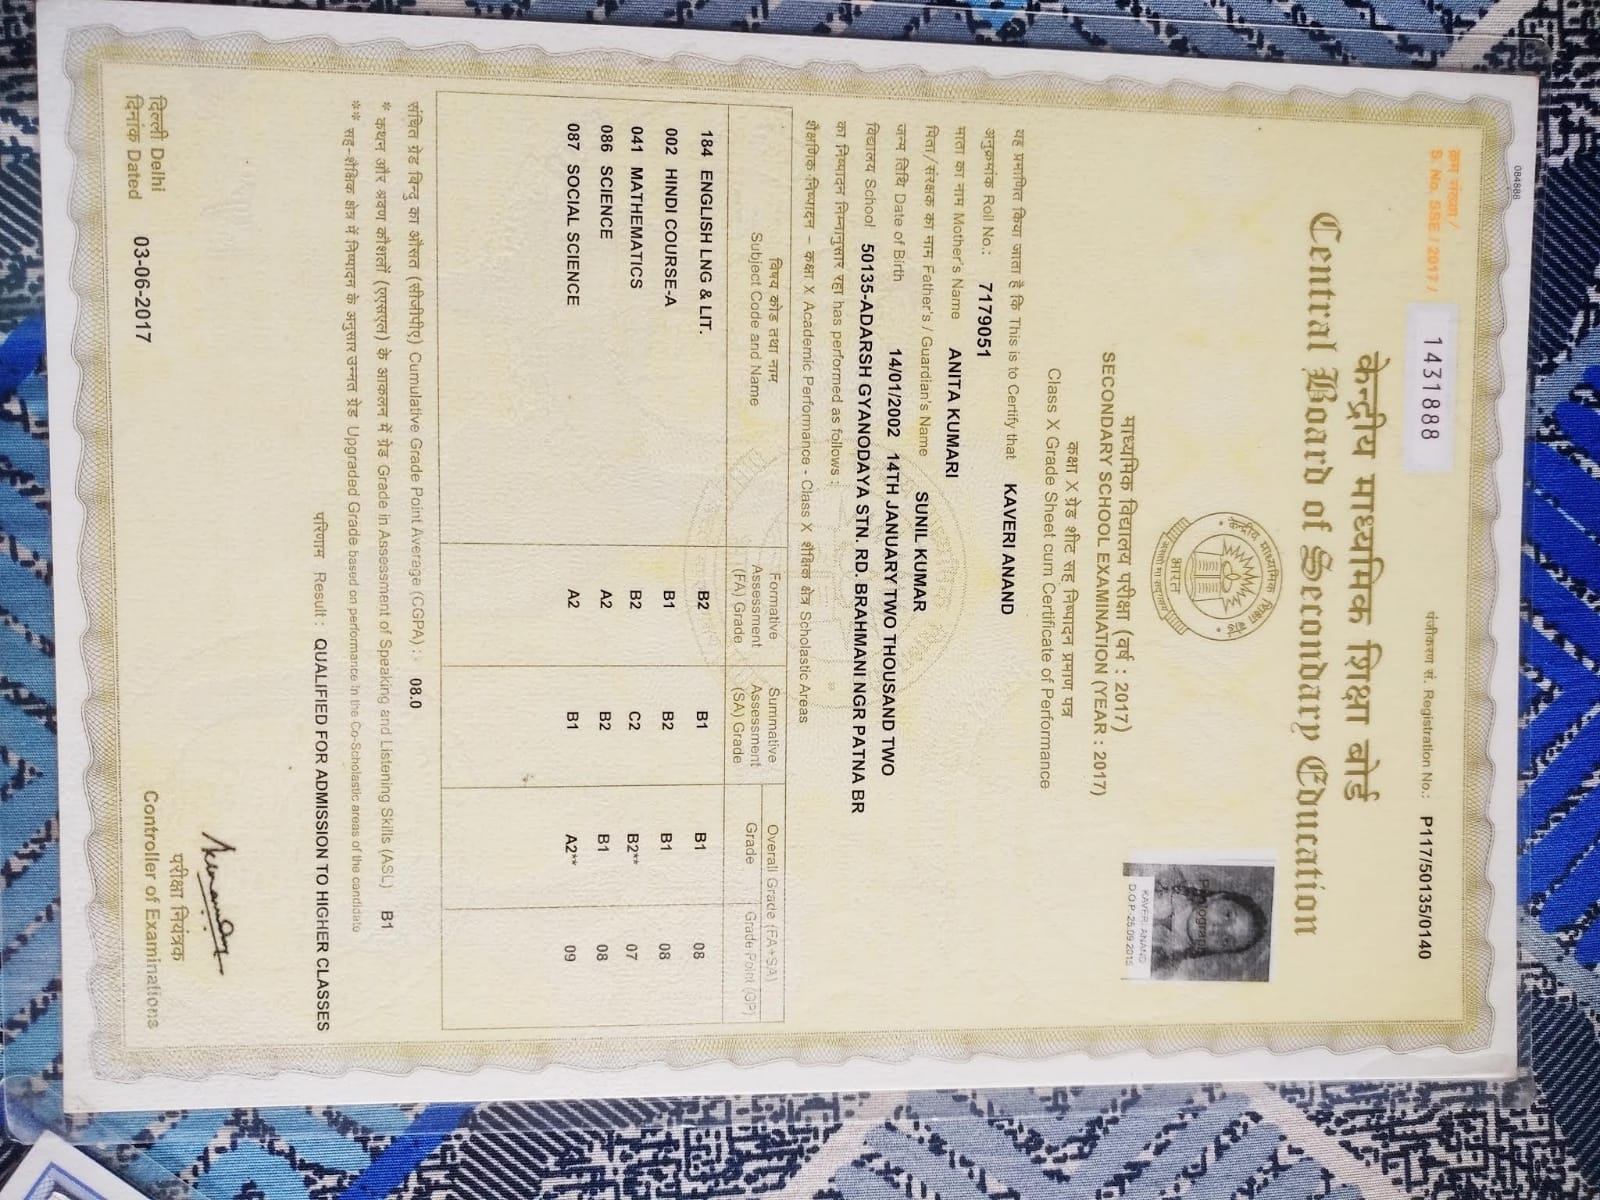 084888
क्रम संख्या/
S. No. SSE / 2017 / 1431888
पंजीकरण सं. Registration No.: P117/50135/0140
केन्द्रीय माध्यमिक शिक्षा बोर्ड
Central Board of Secondary Education
केन्द्रीय माध्यमिक शिक्षा बोर्ड
भारत
KAVERI ANAND
D.O.P. 25.09.2015
माध्यमिक विद्यालय परीक्षा (वर्ष : 2017)
SECONDARY SCHOOL EXAMINATION (YEAR : 2017)
कक्षा X ग्रेड शीट सह निष्पादन प्रमाण पत्र
Class X Grade Sheet cum Certificate of Performance
यह प्रमाणित किया जाता है कि This is to Certify that KAVERI ANAND
अनुक्रमांक Roll No.: 7179051
माता का नाम Mother's Name ANITA KUMARI
पिता/संरक्षक का नाम Father's / Guardian's Name SUNIL KUMAR
जन्म तिथि Date of Birth 14/01/2002 14TH JANUARY TWO THOUSAND TWO
विद्यालय School 50135-ADARSH GYANODAYA STN. RD. BRAHMANI NGR PATNA BR
का निष्पादन निम्नानुसार रहा has performed as follows :
शैक्षणिक निष्पादन - कक्षा X Academic Performance - Class X शैक्षिक क्षेत्र Scholastic Areas
विषय कोड तथा नाम Subject Code and Name Formative Assessment (FA) Grade Summative Assessment (SA) Grade Overall Grade (FA+SA) Grade Grade Point (GP)
184 ENGLISH LNG & LIT. B2 B1 B1 08
002 HINDI COURSE-A B1 B2 B1 08
041 MATHEMATICS B2 C2 B2** 07
086 SCIENCE A2 B2 B1 08
087 SOCIAL SCIENCE A2 B1 A2** 09
संचित ग्रेड बिन्दु का औसत (सीजीपीए) Cumulative Grade Point Average (CGPA) : 08.0
* कथन और श्रवण कौशलों (एएसएल) के आकलन में ग्रेड Grade in Assessment of Speaking and Listening Skills (ASL) B1
** सह-शैक्षिक क्षेत्र में निष्पादन के अनुसार उन्नत ग्रेड Upgraded Grade based on performance in the Co-Scholastic areas of the candidate
परिणाम Result : QUALIFIED FOR ADMISSION TO HIGHER CLASSES
दिल्ली Delhi
दिनांक Dated 03-06-2017
परीक्षा नियंत्रक
Controller of Examinations